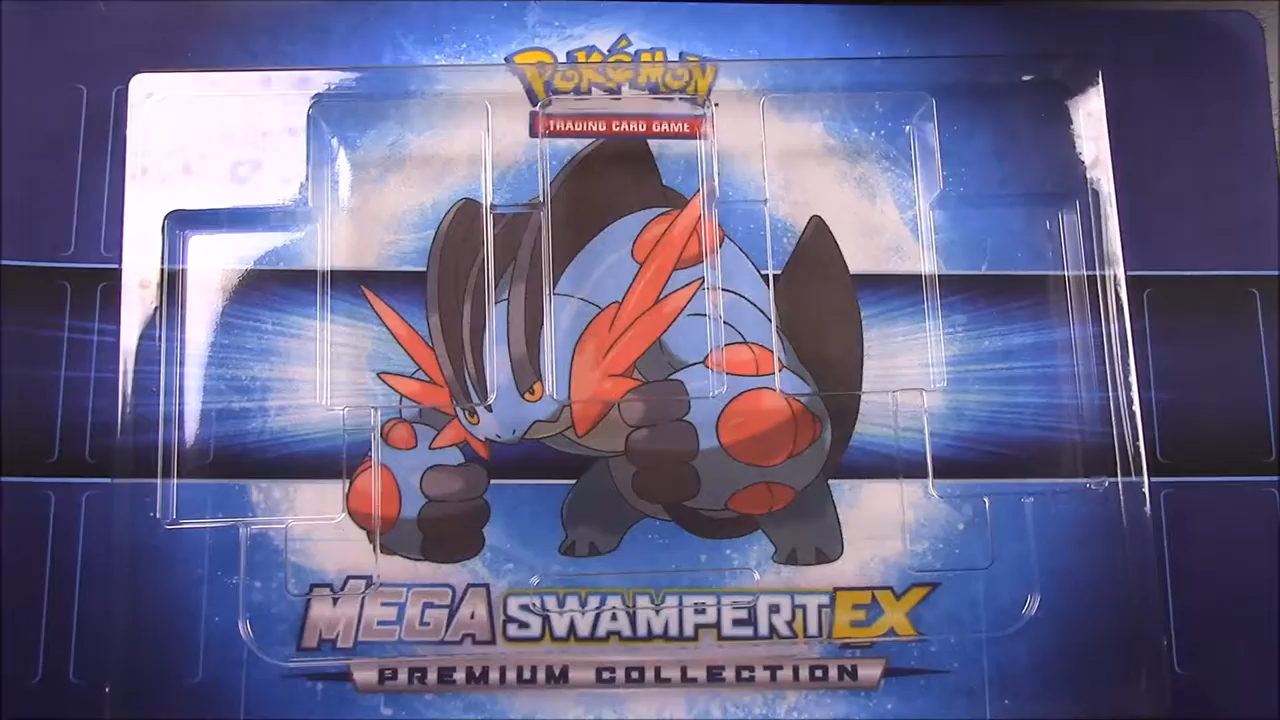 POKéMON
TRADING CARD GAME
MEGA SWAMPERT EX
PREMIUM COLLECTION